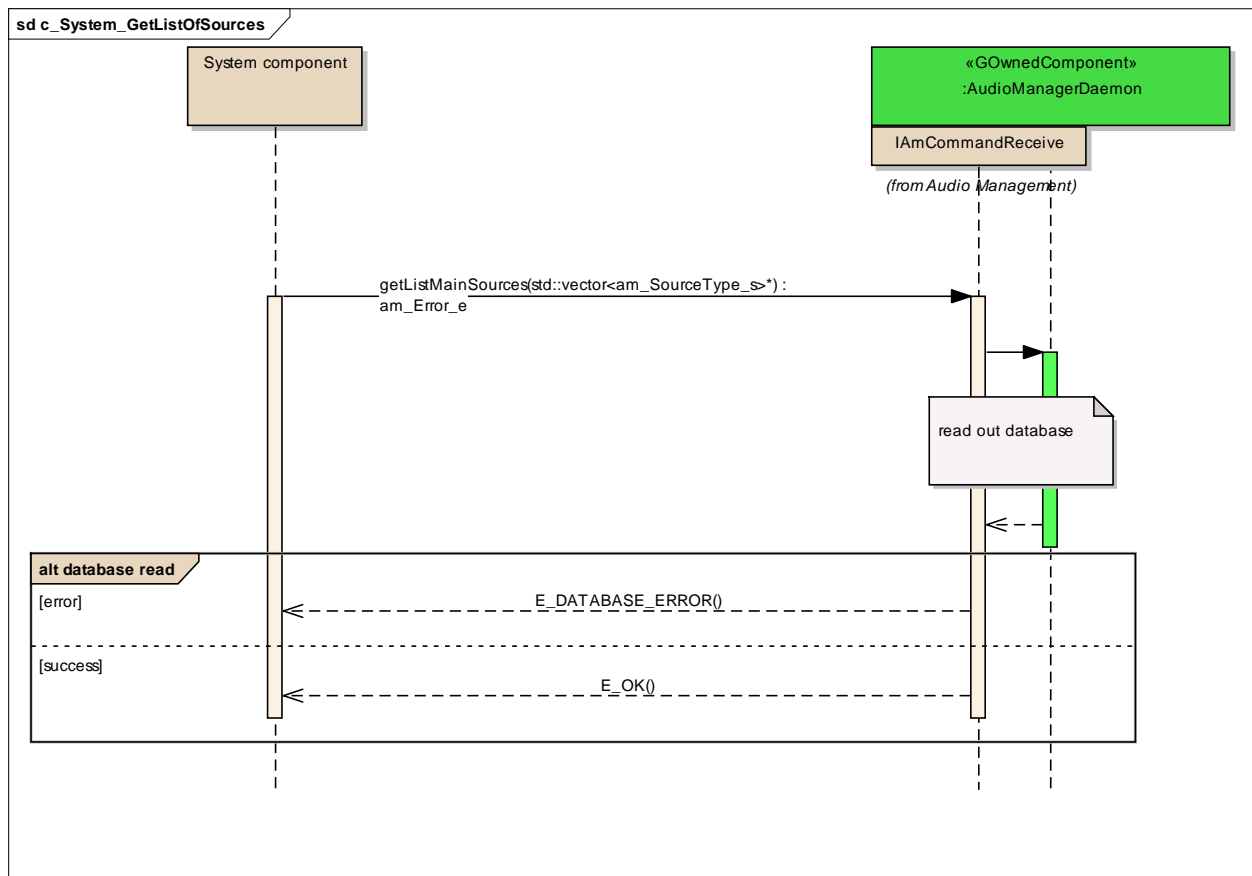 sd c_System_GetListOfSources
System component
«GOwnedComponent»
:AudioManagerDaemon
IAmCommandReceive
(from Audio Management)
getListMainSources(std::vector<am_SourceType_s>*) :
am_Error_e
read out database
alt database read
[error]
E_DATABASE_ERROR()
[success]
E_OK()